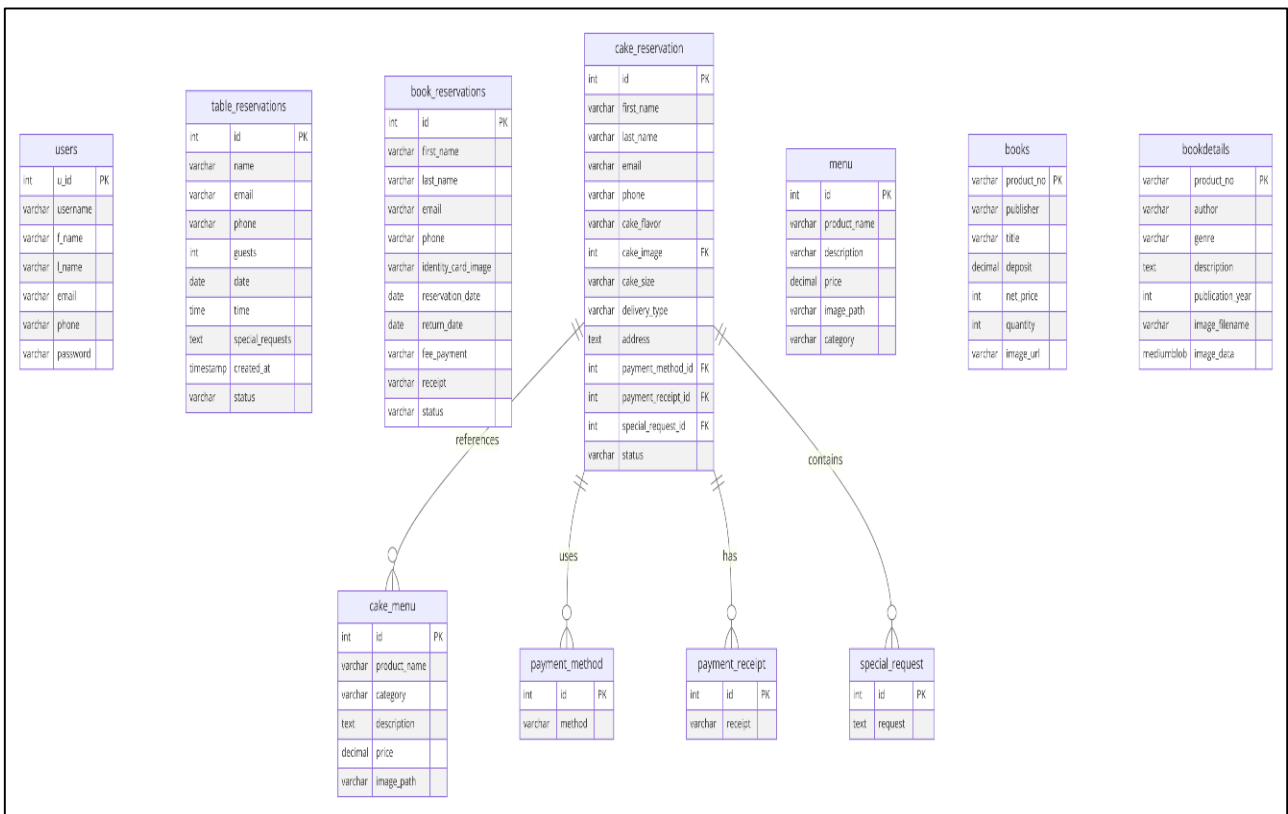 users
int u_id PK
varchar username
varchar f_name
varchar l_name
varchar email
varchar phone
varchar password
table_reservations
int id PK
varchar name
varchar email
varchar phone
int guests
date date
time time
text special_requests
timestamp created_at
varchar status
book_reservations
int id PK
varchar first_name
varchar last_name
varchar email
varchar phone
varchar identity_card_image
date reservation_date
date return_date
varchar fee_payment
varchar receipt
varchar status
cake_reservation
int id PK
varchar first_name
varchar last_name
varchar email
varchar phone
varchar cake_flavor
int cake_image FK
varchar cake_size
varchar delivery_type
text address
int payment_method_id FK
int payment_receipt_id FK
int special_request_id FK
varchar status
menu
int id PK
varchar product_name
varchar description
decimal price
varchar image_path
varchar category
books
varchar product_no PK
varchar publisher
varchar title
decimal deposit
int net_price
int quantity
varchar image_url
bookdetails
varchar product_no PK
varchar author
varchar genre
text description
int publication_year
varchar image_filename
mediumblob image_data
references
contains
uses
has
cake_menu
int id PK
varchar product_name
varchar category
text description
decimal price
varchar image_path
payment_method
int id PK
varchar method
payment_receipt
int id PK
varchar receipt
special_request
int id PK
text request